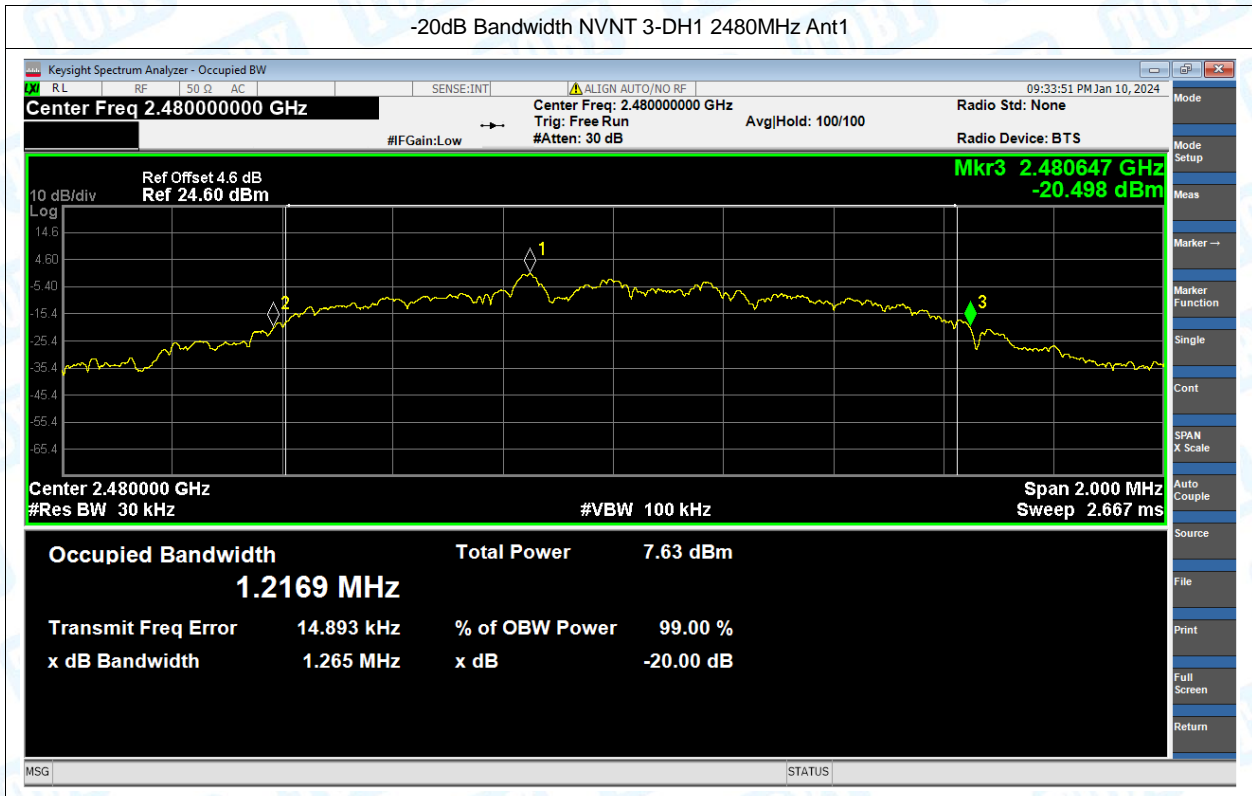 -20dB Bandwidth NVNT 3-DH1 2480MHz Ant1
Keysight Spectrum Analyzer - Occupied BW
LXI RL RF 50 Ω AC SENSE:INT ALIGN AUTO/NO RF 09:33:51 PM Jan 10, 2024
Center Freq 2.480000000 GHz
Center Freq: 2.480000000 GHz
Radio Std: None
Trig: Free Run
Avg|Hold: 100/100
#IFGain:Low
#Atten: 30 dB
Radio Device: BTS
Ref Offset 4.6 dB
Mkr3 2.480647 GHz
10 dB/div
Ref 24.60 dBm
-20.498 dBm
Log
14.6
4.60
-5.40
-15.4
-25.4
-35.4
-45.4
-55.4
-65.4
1
2
3
Center 2.480000 GHz
Span 2.000 MHz
#Res BW 30 kHz
#VBW 100 kHz
Sweep 2.667 ms
Occupied Bandwidth
1.2169 MHz
Total Power 7.63 dBm
Transmit Freq Error 14.893 kHz
% of OBW Power 99.00 %
x dB Bandwidth 1.265 MHz
x dB -20.00 dB
MSG
STATUS
Mode
Mode
Setup
Meas
Marker →
Marker
Function
Single
Cont
SPAN
X Scale
Auto
Couple
Source
File
Print
Full
Screen
Return
TOBY